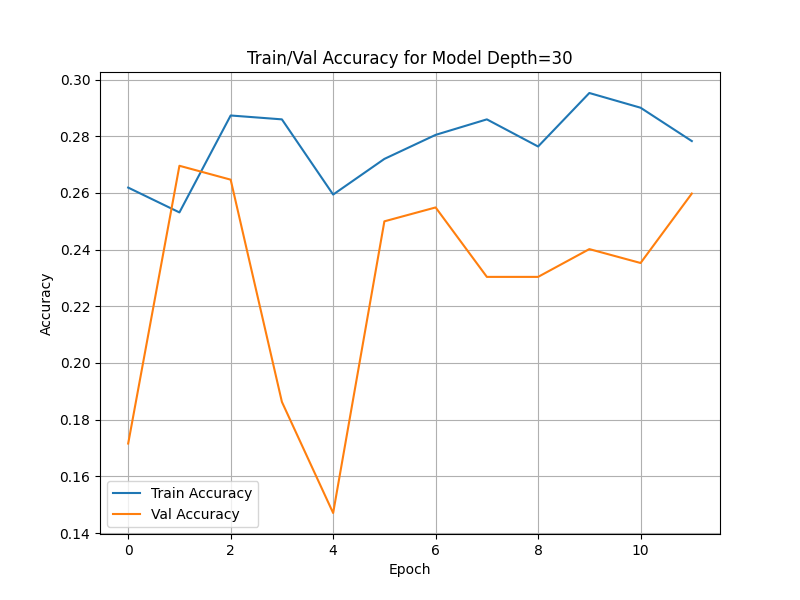 Train/Val Accuracy for Model Depth=30
0.30
0.28
0.26
0.24
0.22
0.20
0.18
0.16
0.14
Accuracy
Train Accuracy
Val Accuracy
0 2 4 6 8 10
Epoch